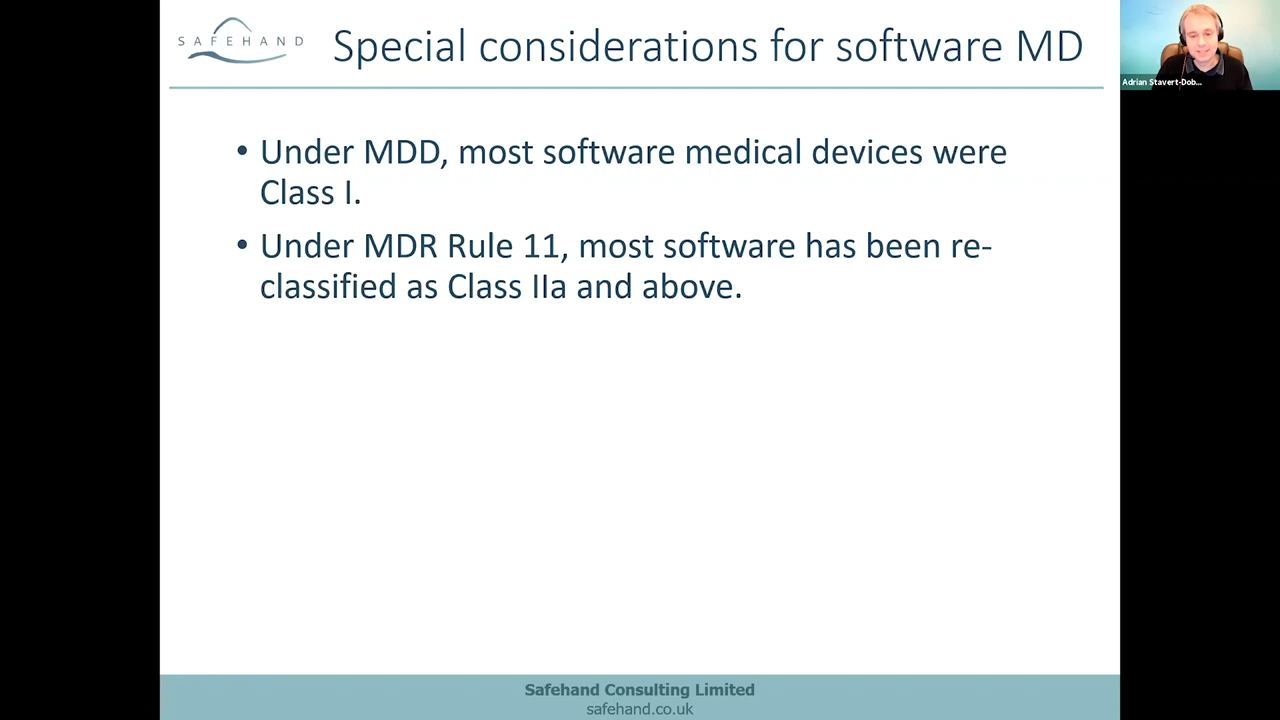 SAFEHAND
Special considerations for software MD
Adrian Stavert-Dob...
• Under MDD, most software medical devices were
Class I.
• Under MDR Rule 11, most software has been re-
classified as Class IIa and above.
Safehand Consulting Limited
safehand.co.uk